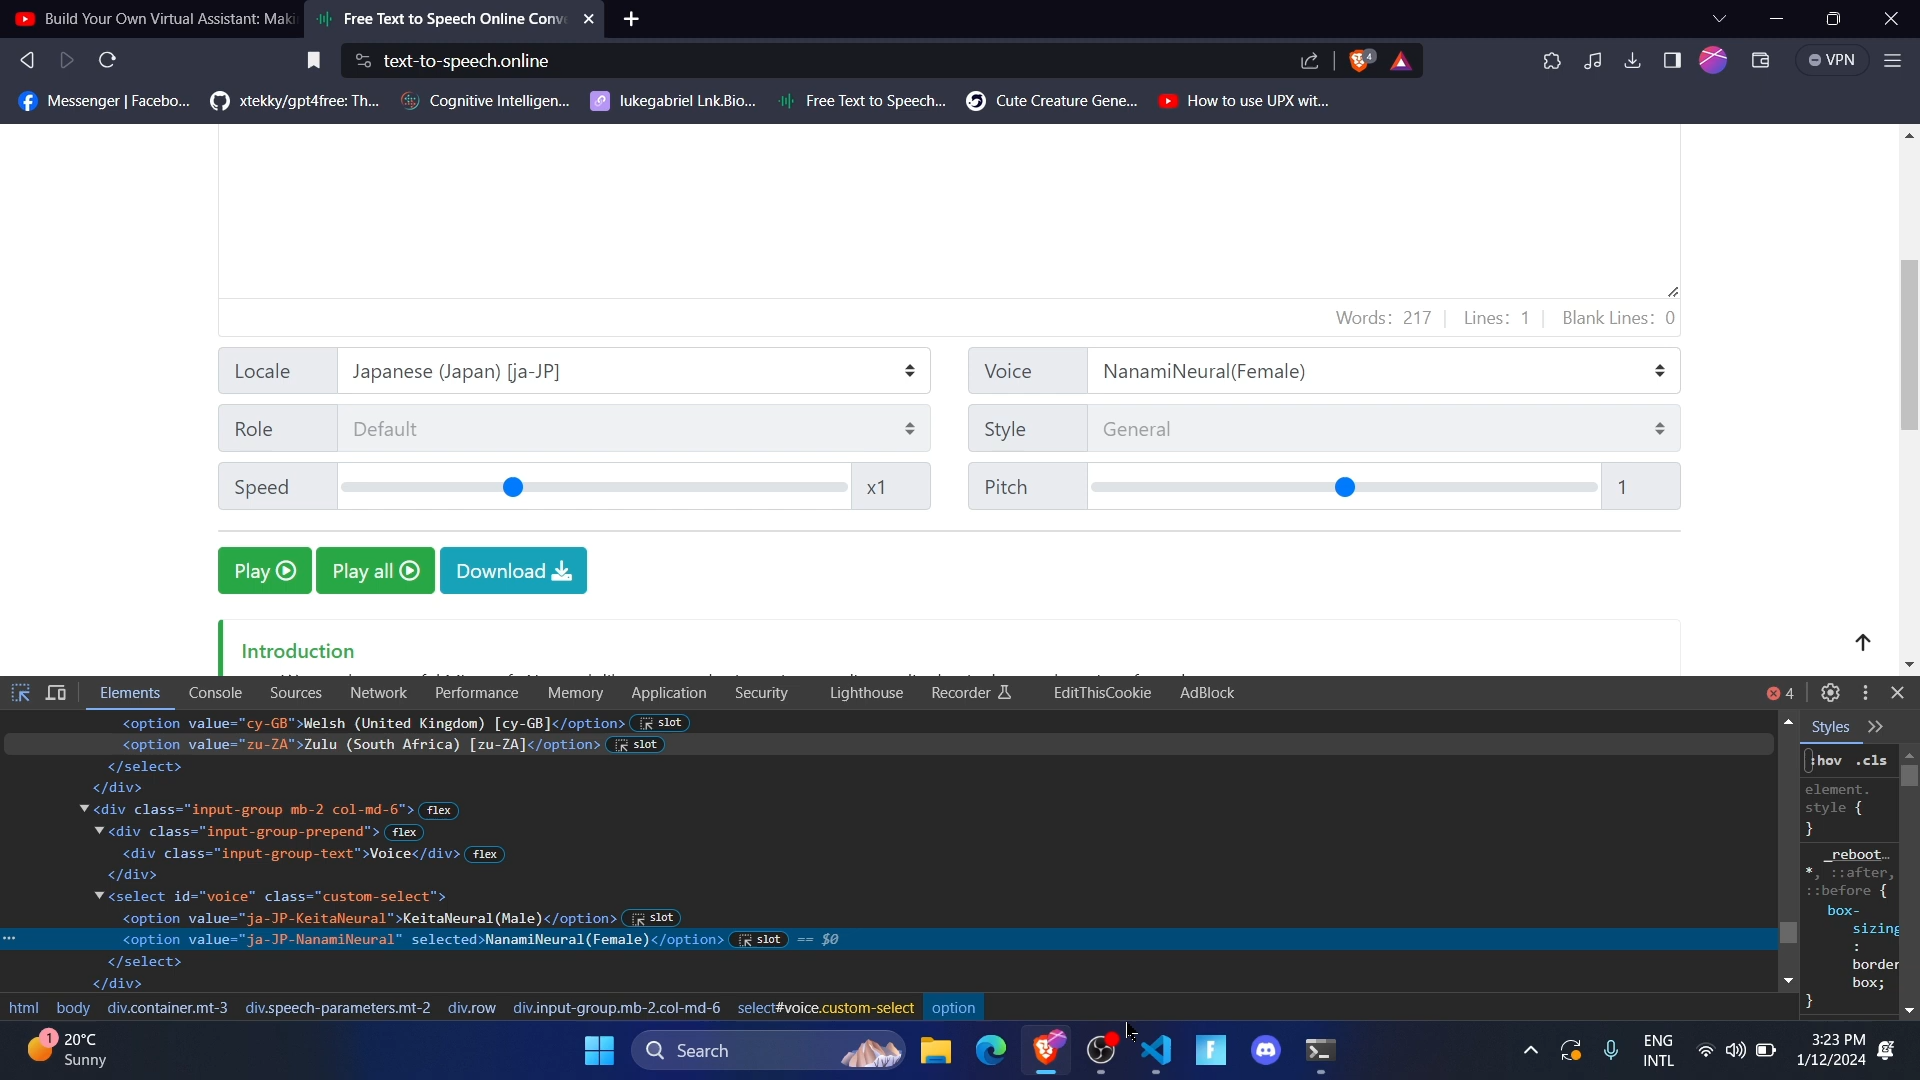 Build Your Own Virtual Assistant: Maki
Free Text to Speech Online Conve
text-to-speech.online
4
VPN
Messenger | Facebo...
xtekky/gpt4free: Th...
Cognitive Intelligen...
lukegabriel Lnk.Bio...
Free Text to Speech...
Cute Creature Gene...
How to use UPX wit...
Words: 217 Lines: 1 Blank Lines: 0
Locale Japanese (Japan) [ja-JP]
Voice NanamiNeural(Female)
Role Default
Style General
Speed x1
Pitch 1
Play
Play all
Download
Introduction
Elements Console Sources Network Performance Memory Application Security Lighthouse Recorder EditThisCookie AdBlock
4
<option value="cy-GB">Welsh (United Kingdom) [cy-GB]</option> slot
<option value="zu-ZA">Zulu (South Africa) [zu-ZA]</option> slot
</select>
</div>
<div class="input-group mb-2 col-md-6"> flex
<div class="input-group-prepend"> flex
<div class="input-group-text">Voice</div> flex
</div>
<select id="voice" class="custom-select">
<option value="ja-JP-KeitaNeural">KeitaNeural(Male)</option> slot
<option value="ja-JP-NanamiNeural" selected>NanamiNeural(Female)</option> slot == $0
</select>
</div>
Styles
:hov .cls
element.
style {
}
_reboot…
*, ::after,
::before {
box-
sizing
:
border
box;
}
html body div.container.mt-3 div.speech-parameters.mt-2 div.row div.input-group.mb-2.col-md-6 select#voice.custom-select option
1
20°C
Sunny
Search
ENG
INTL
3:23 PM
1/12/2024